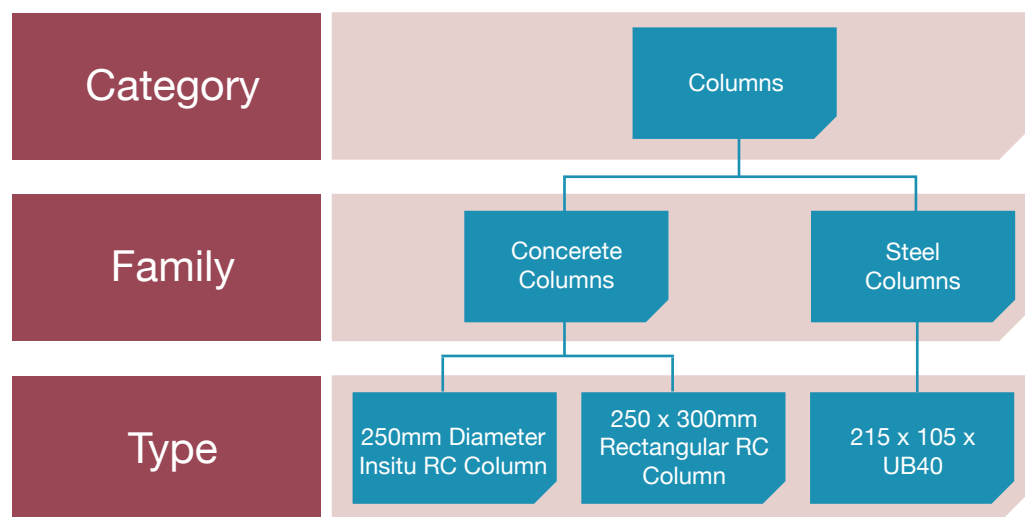 Category
Columns
Family
Concerete
Columns
Steel
Columns
Type
250mm Diameter
Insitu RC Column
250 x 300mm
Rectangular RC
Column
215 x 105 x
UB40